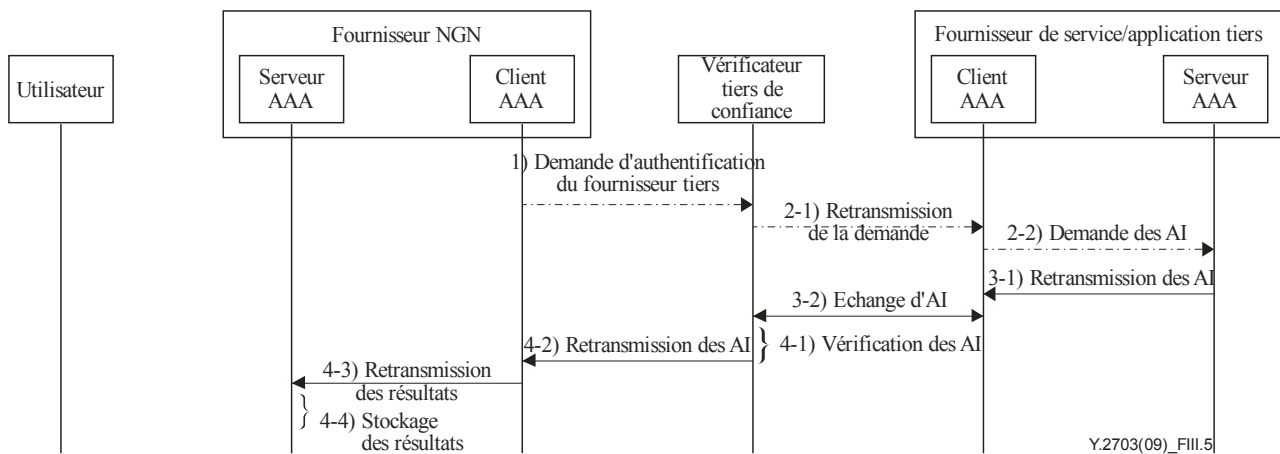 Fournisseur NGN
Fournisseur de service/application tiers
Utilisateur
Serveur
AAA
Client
AAA
Vérificateur
tiers de
confiance
Client
AAA
Serveur
AAA
1) Demande d'authentification
du fournisseur tiers
2-1) Retransmission
de la demande
2-2) Demande des AI
3-1) Retransmission des AI
3-2) Echange d'AI
4-1) Vérification des AI
4-2) Retransmission des AI
4-3) Retransmission
des résultats
4-4) Stockage
des résultats
Y.2703(09)_FIII.5